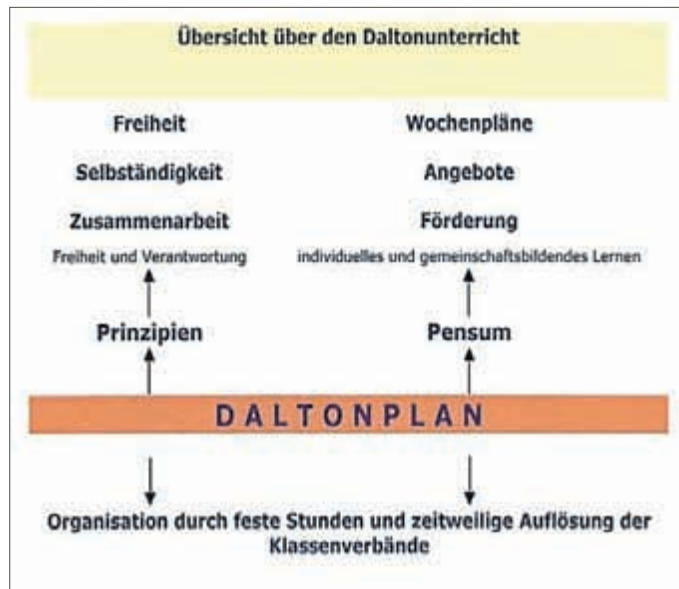 Übersicht über den Daltonunterricht
Freiheit
Wochenpläne
Selbständigkeit
Angebote
Zusammenarbeit
Förderung
Freiheit und Verantwortung
individuelles und gemeinschaftsbildendes Lernen
Prinzipien
Pensum
DALTONPLAN
Organisation durch feste Stunden und zeitweilige Auflösung der
Klassenverbände